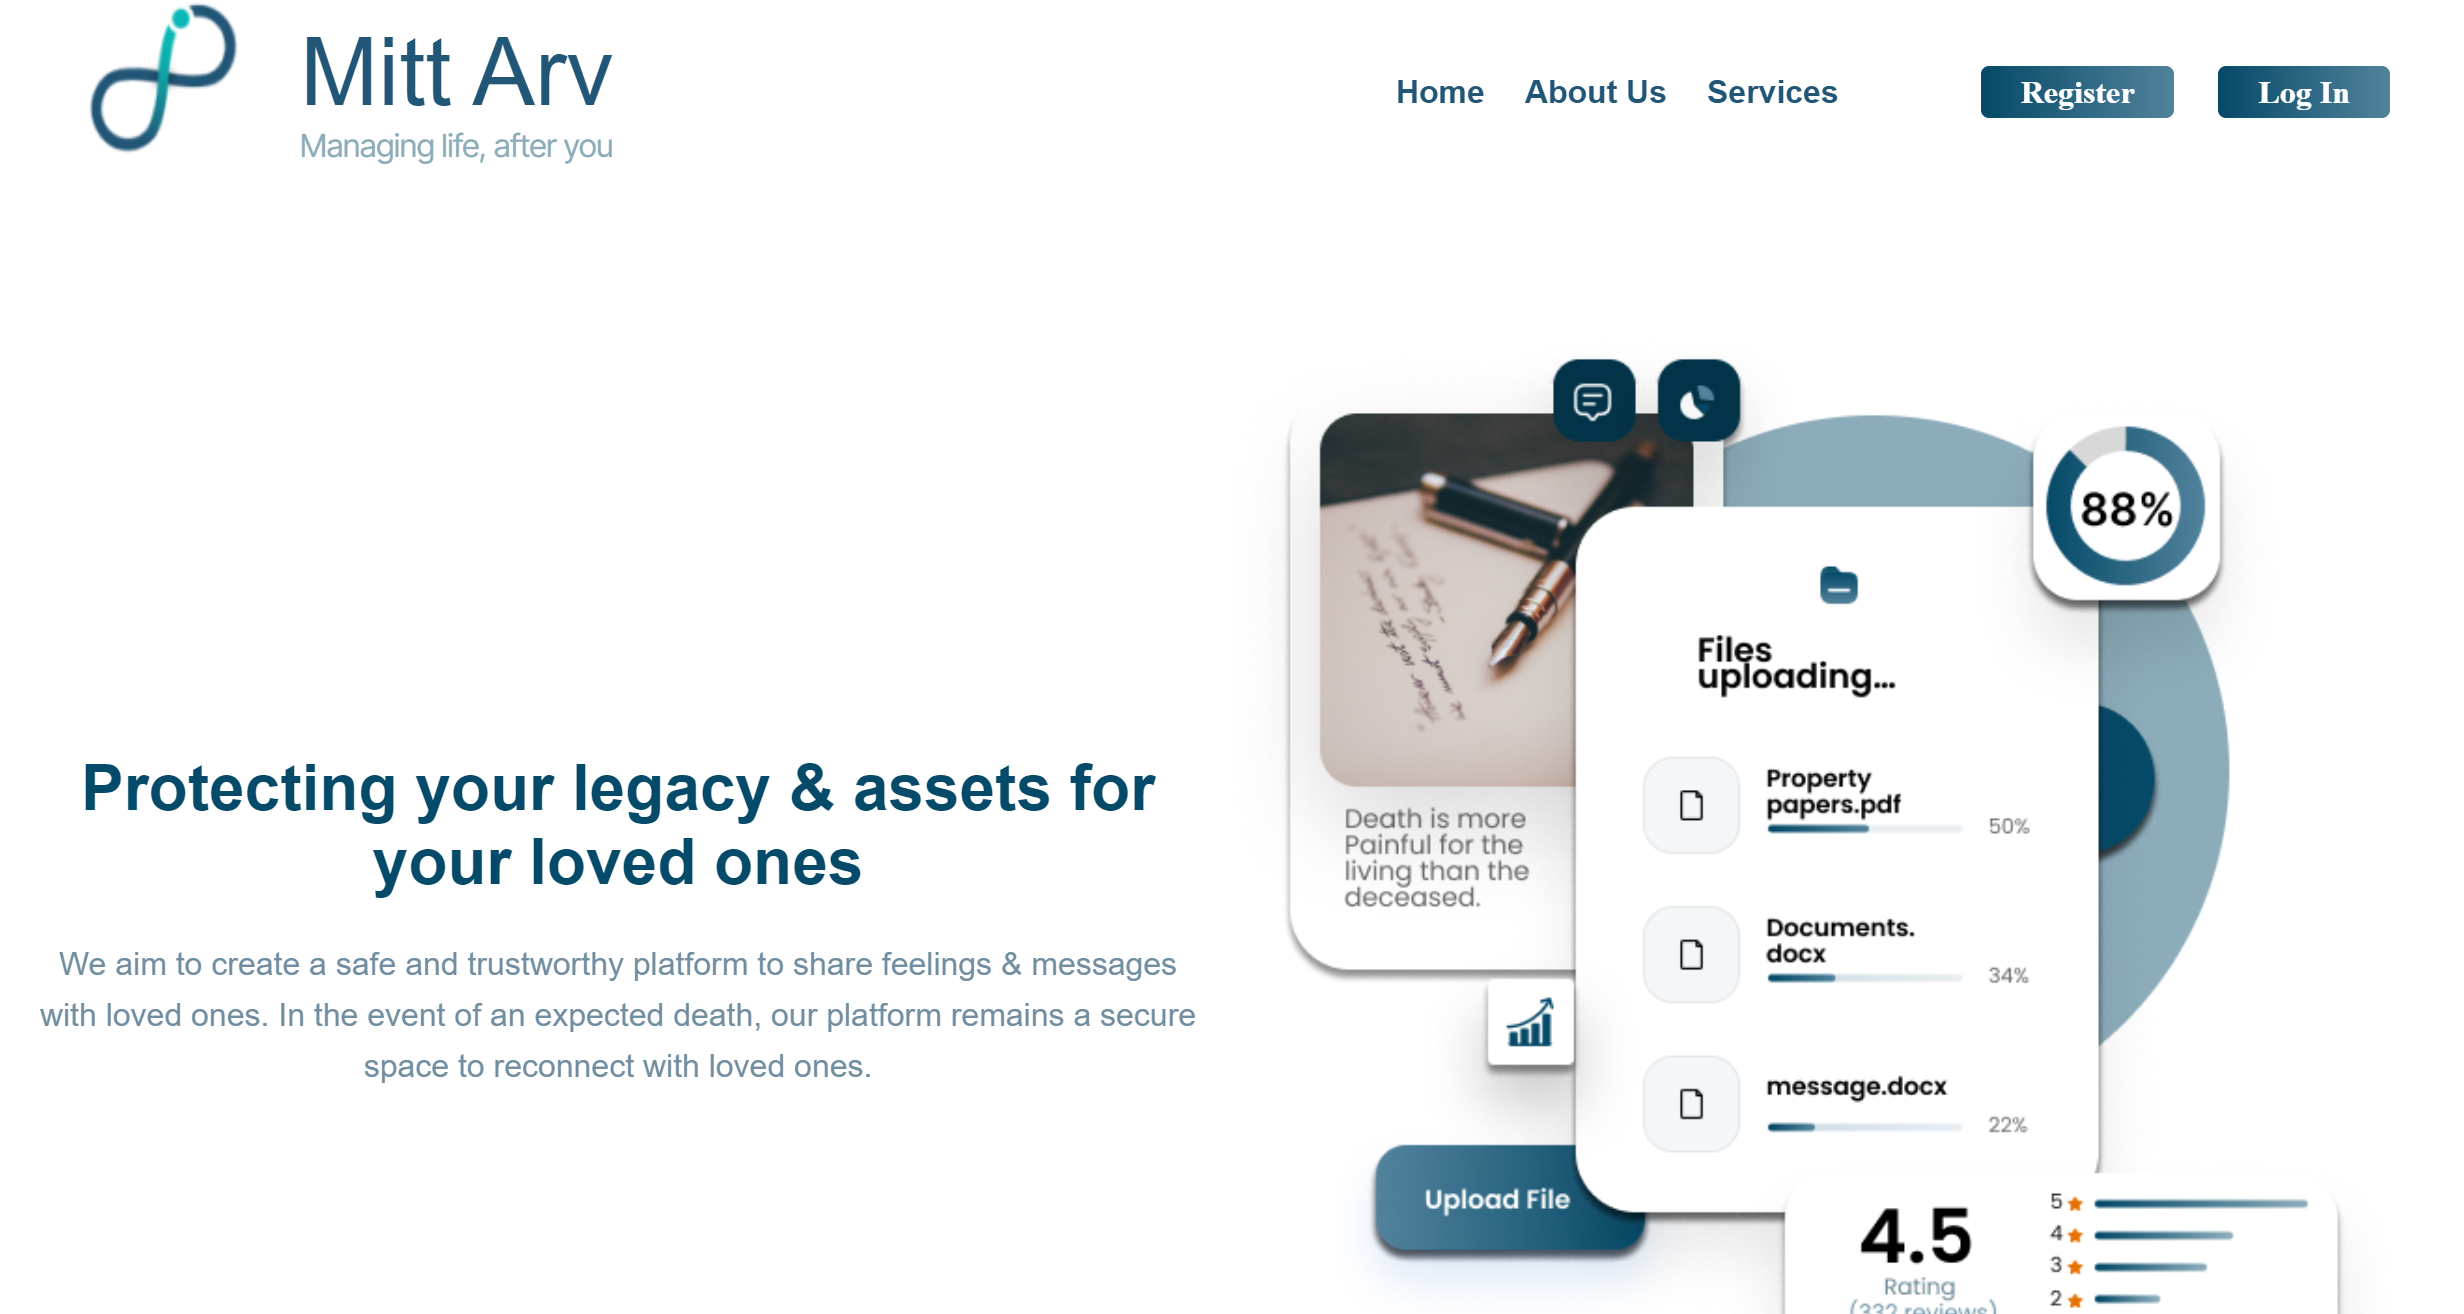 Mitt Arv
Managing life, after you
Home
About Us
Services
Register
Log In
Protecting your legacy & assets for
your loved ones
We aim to create a safe and trustworthy platform to share feelings & messages
with loved ones. In the event of an expected death, our platform remains a secure
space to reconnect with loved ones.
Death is more
Painful for the
living than the
deceased.
88%
Files
uploading...
Property
papers.pdf
50%
Documents.
docx
34%
message.docx
22%
Upload File
4.5
Rating
(332 reviews)
5
4
3
2